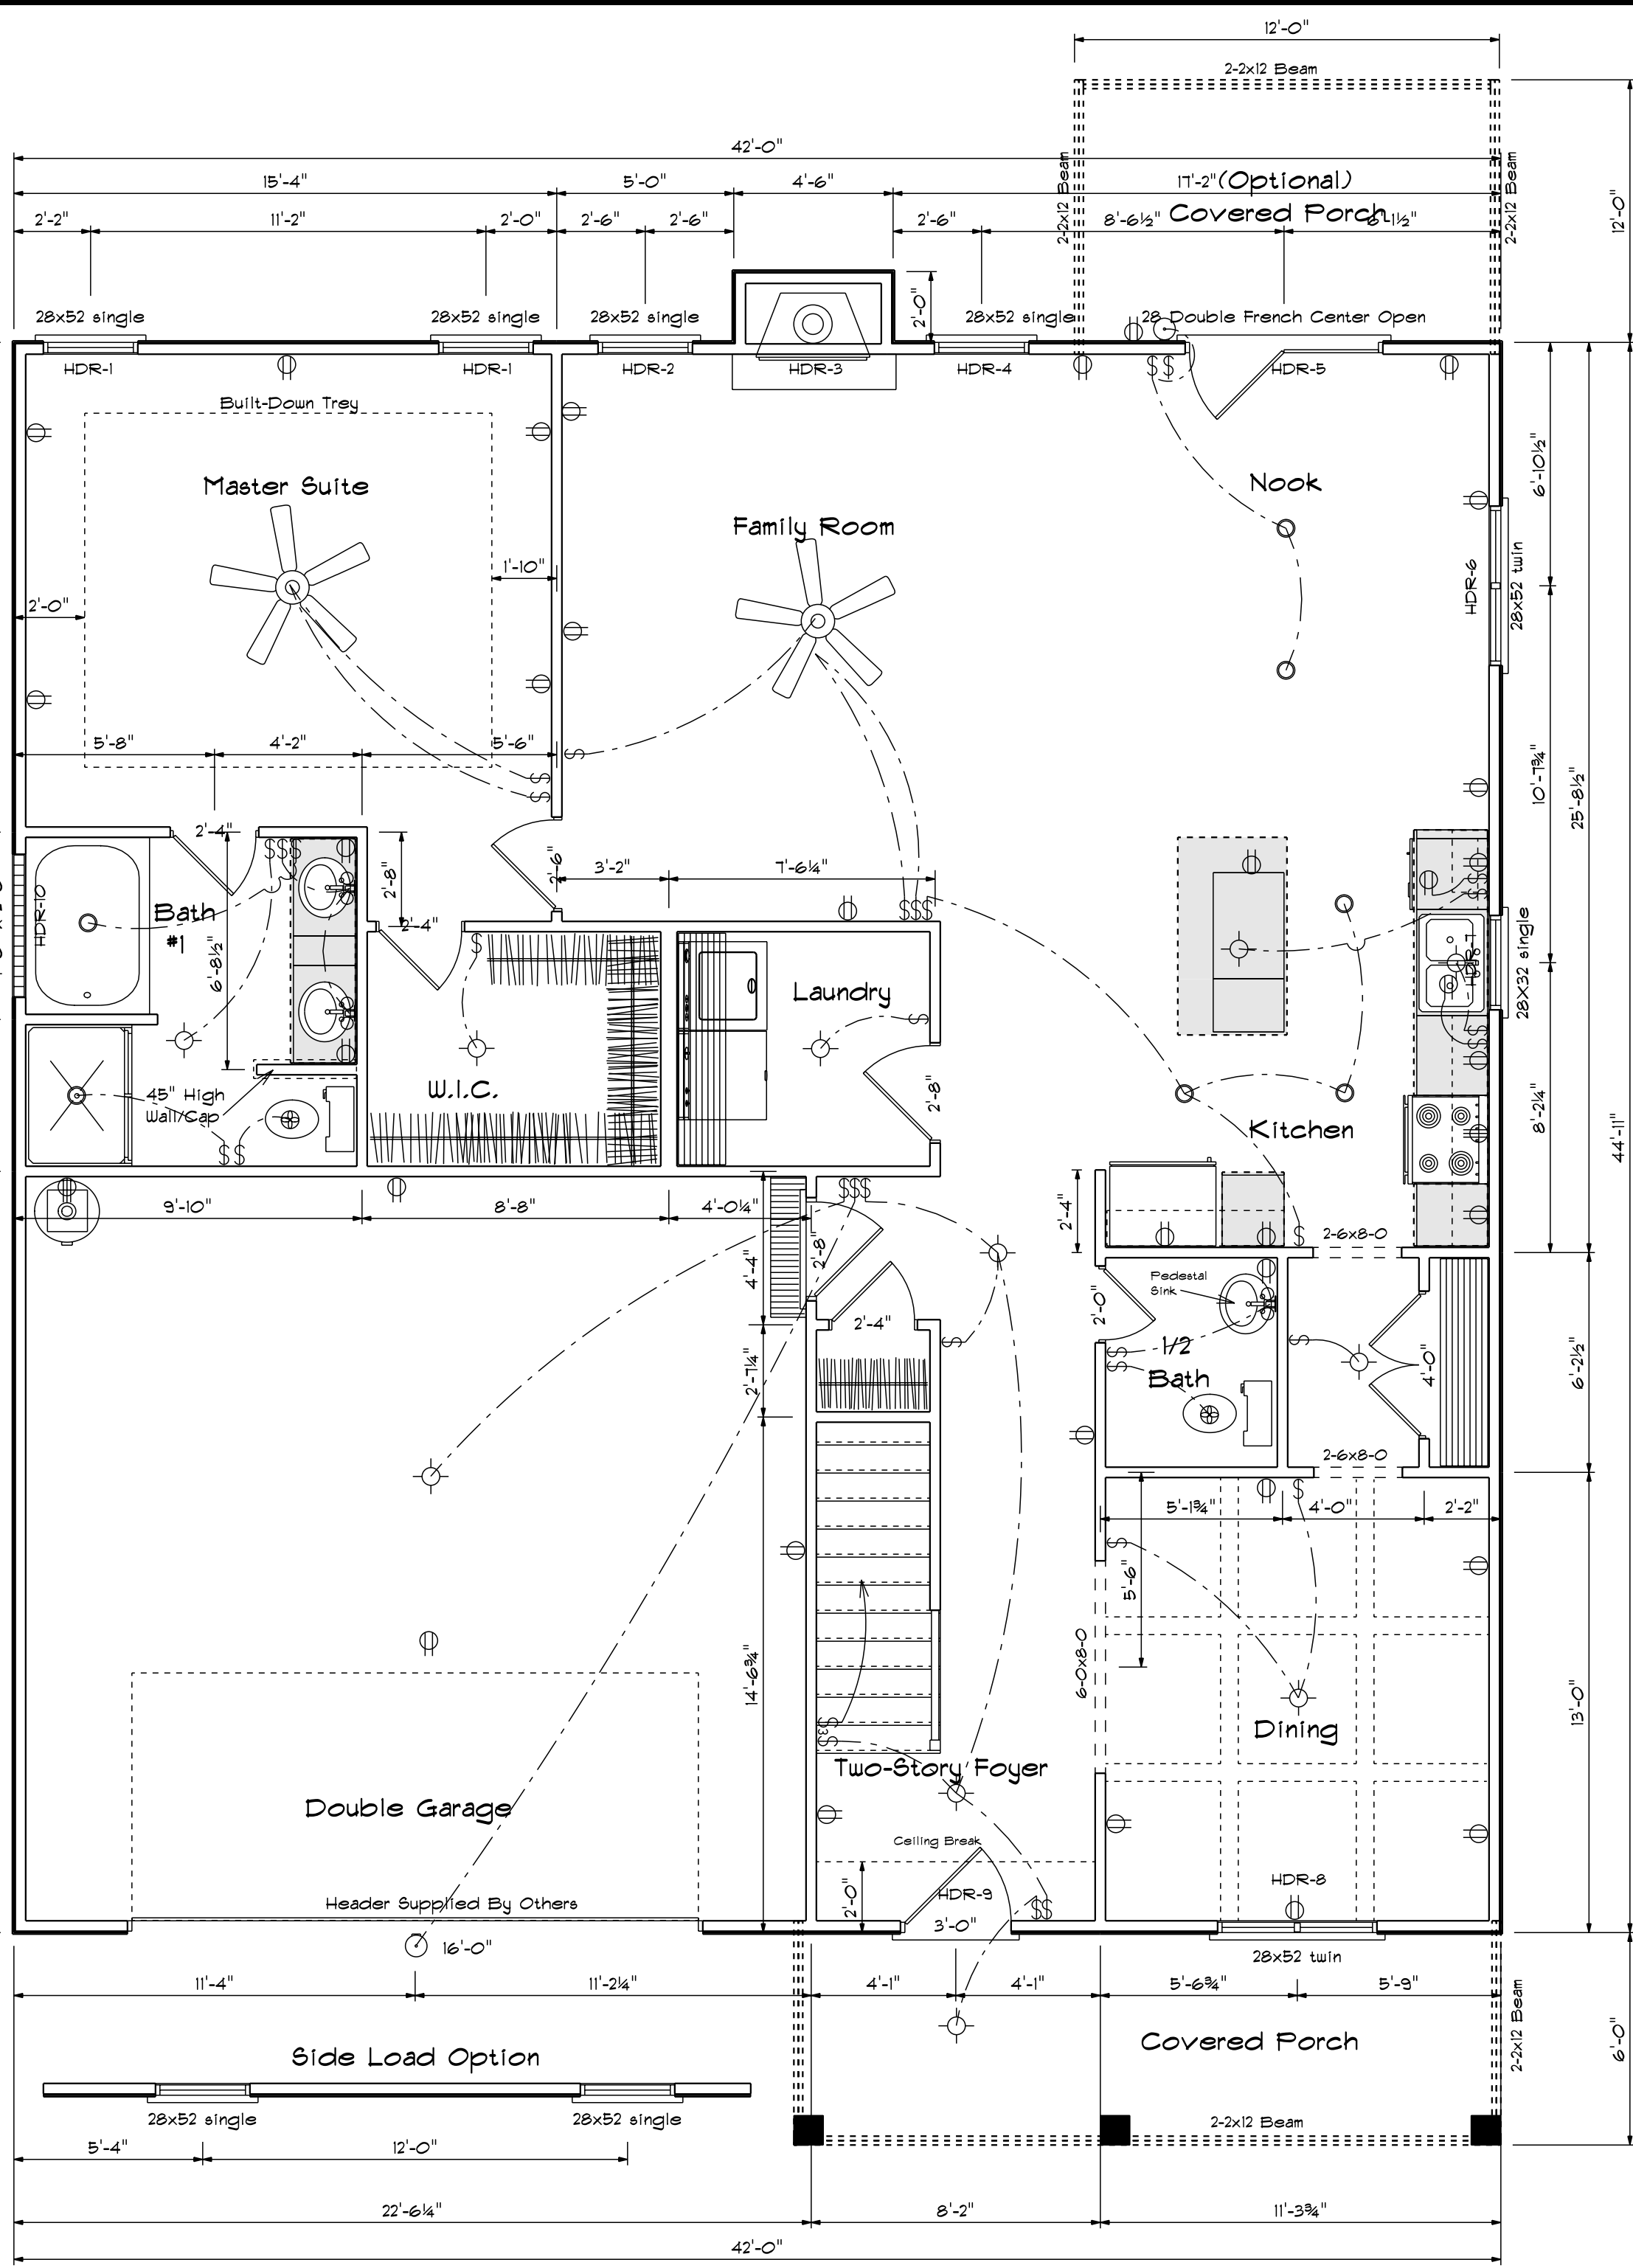 12'-0"
2-2x12 Beam
42'-0"
15'-4"
5'-0"
4'-6"
17'-2"
(Optional)
Covered Porch
2-2x12 Beam
2-2x12 Beam
12'-0"
2'-2"
11'-2"
2'-0"
2'-6"
2'-6"
2'-6"
8'-6½"
6'-1½"
2'-0"
28x52 single
28x52 single
28x52 single
28x52 single
28 Double French Center Open
HDR-1
HDR-1
HDR-2
HDR-3
HDR-4
HDR-5
Built-Down Trey
Master Suite
Family Room
Nook
1'-10"
2'-0"
HDR-6
28x52 twin
6'-10½"
5'-8"
4'-2"
5'-6"
10'-7¾"
25'-8½"
2'-4"
2'-8"
2'-6"
3'-2"
7'-6¼"
HDR-10
Bath
#1
6'-8½"
2'-4"
HDR-7
28X32 single
Laundry
W.I.C.
45" High
Wall/Cap
2'-8"
Kitchen
8'-2¼"
44'-11"
9'-10"
8'-8"
4'-0¼"
2'-4"
2'-6x8-0
4'-4"
2'-8"
Pedestal
Sink
2'-0"
1/2
Bath
2'-4"
2'-7¼"
4'-0"
6'-2½"
2-6x8-0
5'-1¾"
4'-0"
2'-2"
5'-6"
6-0x8-0
14'-6¾"
13'-0"
3
Dining
Two-Story Foyer
Double Garage
Ceiling Break
HDR-8
HDR-9
2'-0"
3'-0"
Header Supplied By Others
16'-0"
28x52 twin
11'-4"
11'-2¼"
4'-1"
4'-1"
5'-6¾"
5'-9"
2-2x12 Beam
6'-0"
Side Load Option
Covered Porch
28x52 single
28x52 single
2-2x12 Beam
5'-4"
12'-0"
22'-6¼"
8'-2"
11'-3¾"
42'-0"